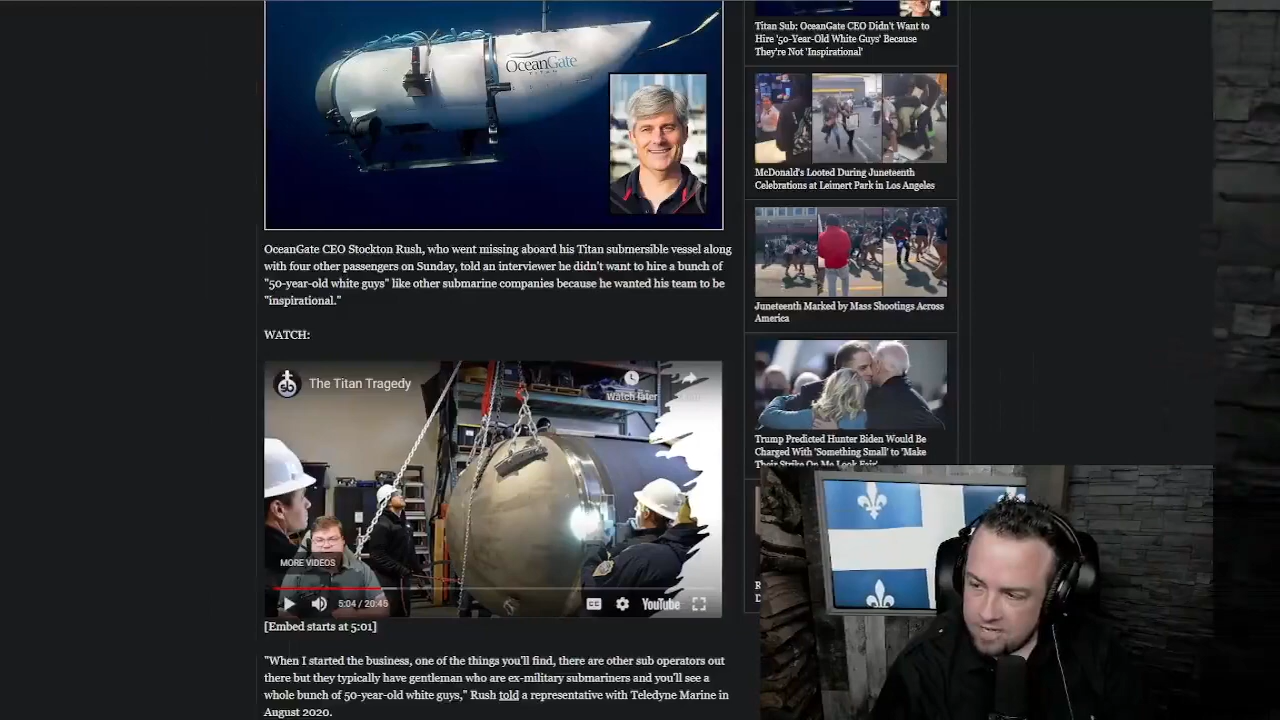 OceanGate
TITAN
OceanGate CEO Stockton Rush, who went missing aboard his Titan submersible vessel along
with four other passengers on Sunday, told an interviewer he didn't want to hire a bunch of
"50-year-old white guys" like other submarine companies because he wanted his team to be
"inspirational."
WATCH:
The Titan Tragedy
Watch later
MORE VIDEOS
5:04 / 20:45
CC
YouTube
[Embed starts at 5:01]
"When I started the business, one of the things you'll find, there are other sub operators out
there but they typically have gentleman who are ex-military submariners and you'll see a
whole bunch of 50-year-old white guys," Rush told a representative with Teledyne Marine in
August 2020.
Titan Sub: OceanGate CEO Didn't Want to
Hire '50-Year-Old White Guys' Because
They're Not 'Inspirational'
McDonald's Looted During Juneteenth
Celebrations at Leimert Park in Los Angeles
Juneteenth Marked by Mass Shootings Across
America
Trump Predicted Hunter Biden Would Be
Charged With 'Something Small' to 'Make
Their Strike On Me Look Fair'